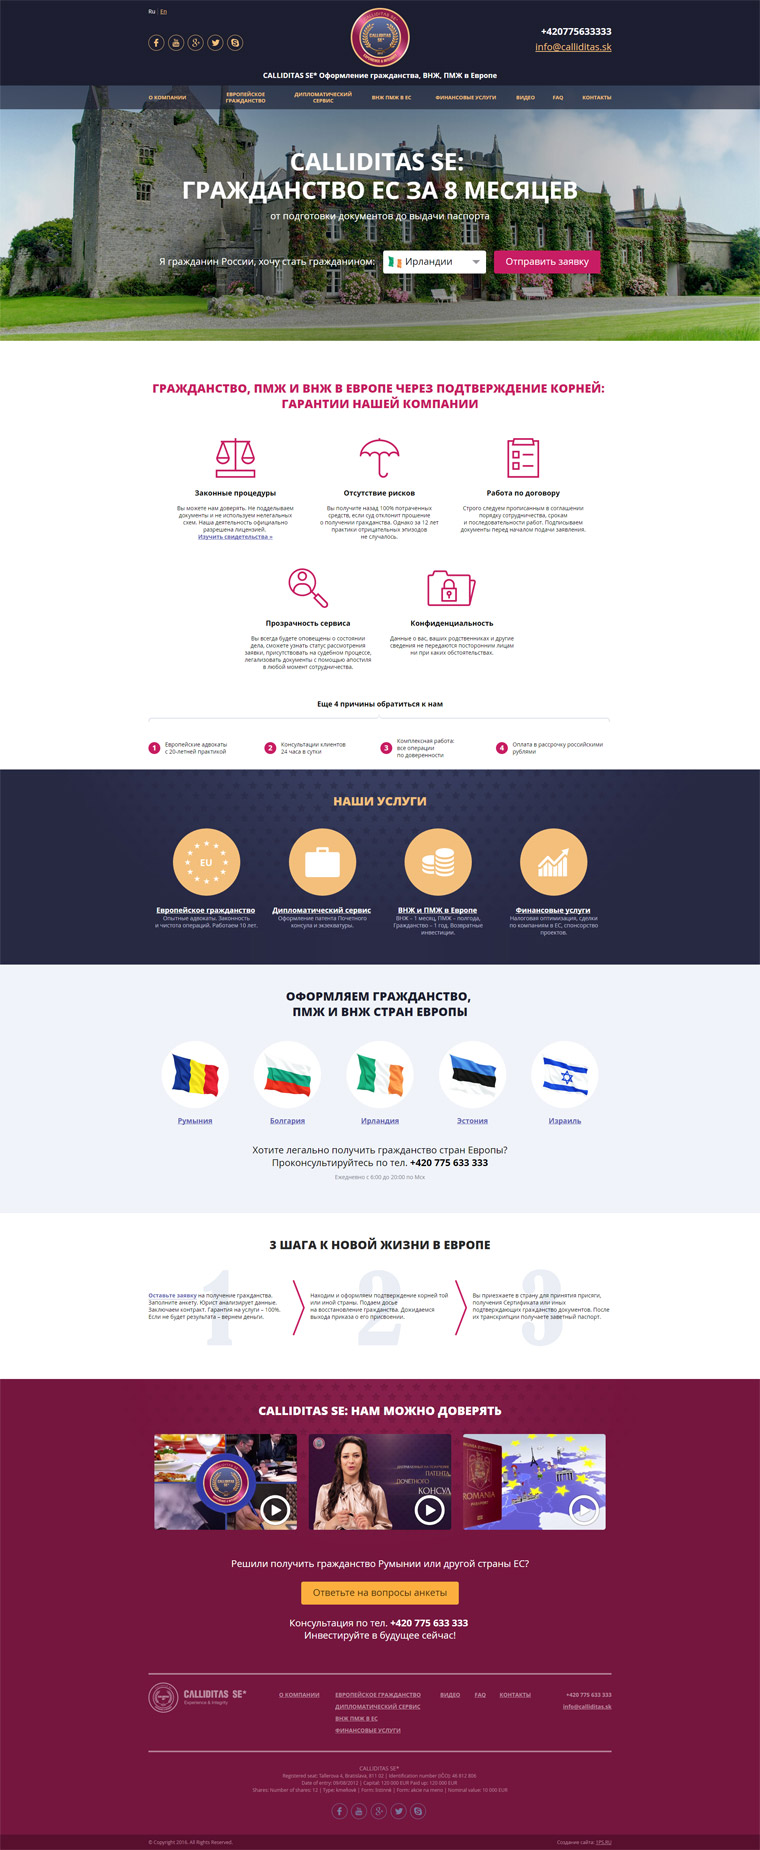 Ru | En
+420775633333
info@calliditas.sk
CALLIDITAS SE*
CALLIDITAS SE* Оформление гражданства, ВНЖ, ПМЖ в Европе
О КОМПАНИИ
ЕВРОПЕЙСКОЕ
ГРАЖДАНСТВО
ДИПЛОМАТИЧЕСКИЙ
СЕРВИС
ВНЖ ПМЖ В ЕС
ФИНАНСОВЫЕ УСЛУГИ
ВИДЕО
FAQ
КОНТАКТЫ
CALLIDITAS SE:
ГРАЖДАНСТВО ЕС ЗА 8 МЕСЯЦЕВ
от подготовки документов до выдачи паспорта
Я гражданин России, хочу стать гражданином: Ирландии Отправить заявку
ГРАЖДАНСТВО, ПМЖ И ВНЖ В ЕВРОПЕ ЧЕРЕЗ ПОДТВЕРЖДЕНИЕ КОРНЕЙ:
ГАРАНТИИ НАШЕЙ КОМПАНИИ
Законные процедуры
Вы можете нам доверять. Не подделываем
документы и не используем нелегальных
схем. Наша деятельность официально
разрешена лицензией.
Изучить свидетельства »
Отсутствие рисков
Вы получите назад 100% потраченных
средств, если суд отклонит прошение
о получении гражданства. Однако за 12 лет
практики отрицательных эпизодов
не случалось.
Работа по договору
Строго следуем прописанным в соглашении
порядку сотрудничества, срокам
и последовательности работ. Подписываем
документы перед началом подачи заявления.
Прозрачность сервиса
Вы всегда будете оповещены о состоянии
дела, сможете узнать статус рассмотрения
заявки, присутствовать на судебном процессе,
легализовать документы с помощью апостиля
в любой момент сотрудничества.
Конфиденциальность
Данные о вас, ваших родственниках и другие
сведения не передаются посторонним лицам
ни при каких обстоятельствах.
Еще 4 причины обратиться к нам
1
Европейские адвокаты
с 20-летней практикой
2
Консультации клиентов
24 часа в сутки
3
Комплексная работа:
все операции
по доверенности
4
Оплата в рассрочку российскими
рублями
НАШИ УСЛУГИ
EU
Европейское гражданство
Опытные адвокаты. Законность
и чистота операций. Работаем 10 лет.
Дипломатический сервис
Оформление патента Почетного
консула и экзекватуры.
ВНЖ и ПМЖ в Европе
ВНЖ – 1 месяц, ПМЖ – полгода,
Гражданство – 1 год. Возвратные
инвестиции.
Финансовые услуги
Налоговая оптимизация, сделки
по компаниям в ЕС, спонсорство
проектов.
ОФОРМЛЯЕМ ГРАЖДАНСТВО,
ПМЖ И ВНЖ СТРАН ЕВРОПЫ
Румыния
Болгария
Ирландия
Эстония
Израиль
Хотите легально получить гражданство стран Европы?
Проконсультируйтесь по тел. +420 775 633 333
Ежедневно с 6:00 до 20:00 по Мск
3 ШАГА К НОВОЙ ЖИЗНИ В ЕВРОПЕ
1
Оставьте заявку на получение гражданства.
Заполните анкету. Юрист анализирует данные.
Заключаем контракт. Гарантия на услуги – 100%.
Если не будет результата – вернем деньги.
2
Находим и оформляем подтверждение корней той
или иной страны. Подаем досье
на восстановление гражданства. Дожидаемся
выхода приказа о его присвоении.
3
Вы приезжаете в страну для принятия присяги,
получения Сертификата или иных
подтверждающих гражданство документов. После
их транскрипции получаете заветный паспорт.
CALLIDITAS SE: НАМ МОЖНО ДОВЕРЯТЬ
ПАТЕНТА
ПОЧЕТНОГО
КОНСУЛ
ROMANIA
Решили получить гражданство Румынии или другой страны ЕС?
Ответьте на вопросы анкеты
Консультация по тел. +420 775 633 333
Инвестируйте в будущее сейчас!
CALLIDITAS SE*
Experience & Integrity
О КОМПАНИИ
ЕВРОПЕЙСКОЕ ГРАЖДАНСТВО
ДИПЛОМАТИЧЕСКИЙ СЕРВИС
ВНЖ ПМЖ В ЕС
ФИНАНСОВЫЕ УСЛУГИ
ВИДЕО
FAQ
КОНТАКТЫ
+420 775 633 333
info@calliditas.sk
CALLIDITAS SE*
Registered seat: Tallerova 4, Bratislava, 811 02 | Identification number (IČO): 46 812 806
Date of entry: 09/08/2012 | Capital: 120 000 EUR Paid up: 120 000 EUR
Shares: Number of shares: 12 | Type: kmeňové | Form: listinné | Form: akcie na meno | Nominal value: 10 000 EUR
© Copyright 2016. All Rights Reserved.
Создание сайта: 1PS.RU